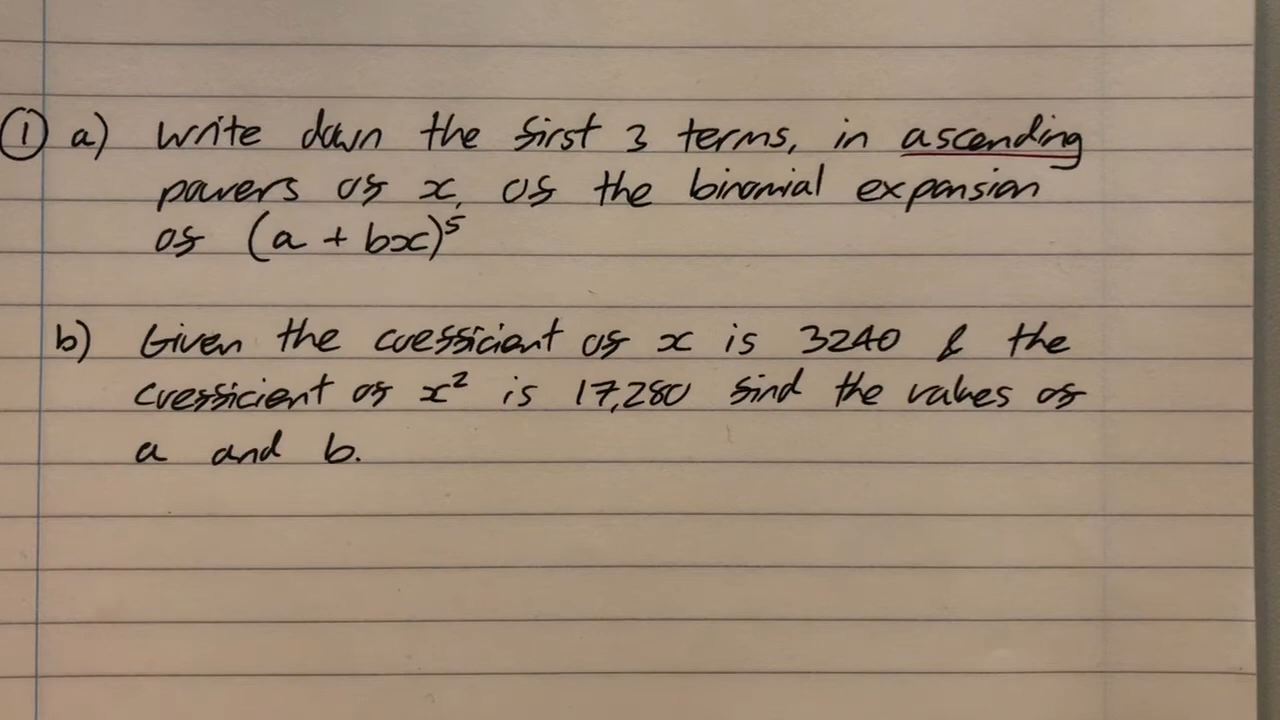 ① a) Write down the first 3 terms, in ascending
powers of x, of the binomial expansion
of (a + bx)⁵
b) Given the coefficient of x is 3240 & the
coefficient of x² is 17,280 find the values of
a and b.